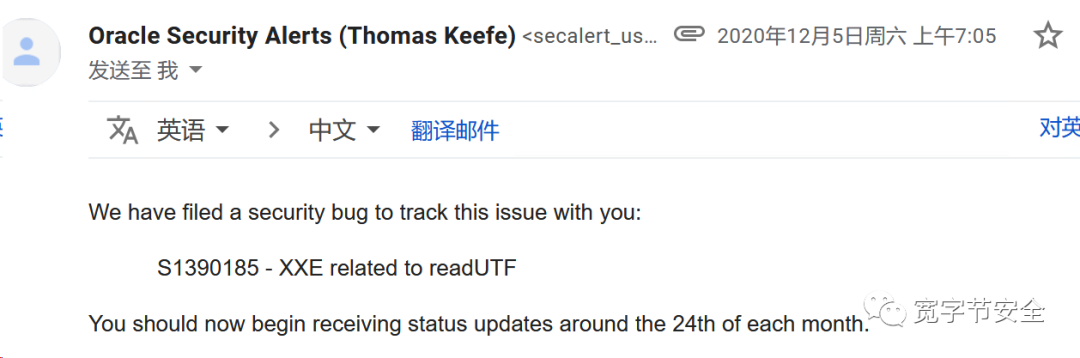 Oracle Security Alerts (Thomas Keefe) <secalert_us… 2020年12月5日周六 上午7:05
发送至 我
英语 > 中文 翻译邮件 对英
We have filed a security bug to track this issue with you:
S1390185 - XXE related to readUTF
You should now begin receiving status updates around the 24th of each month.
宽字节安全